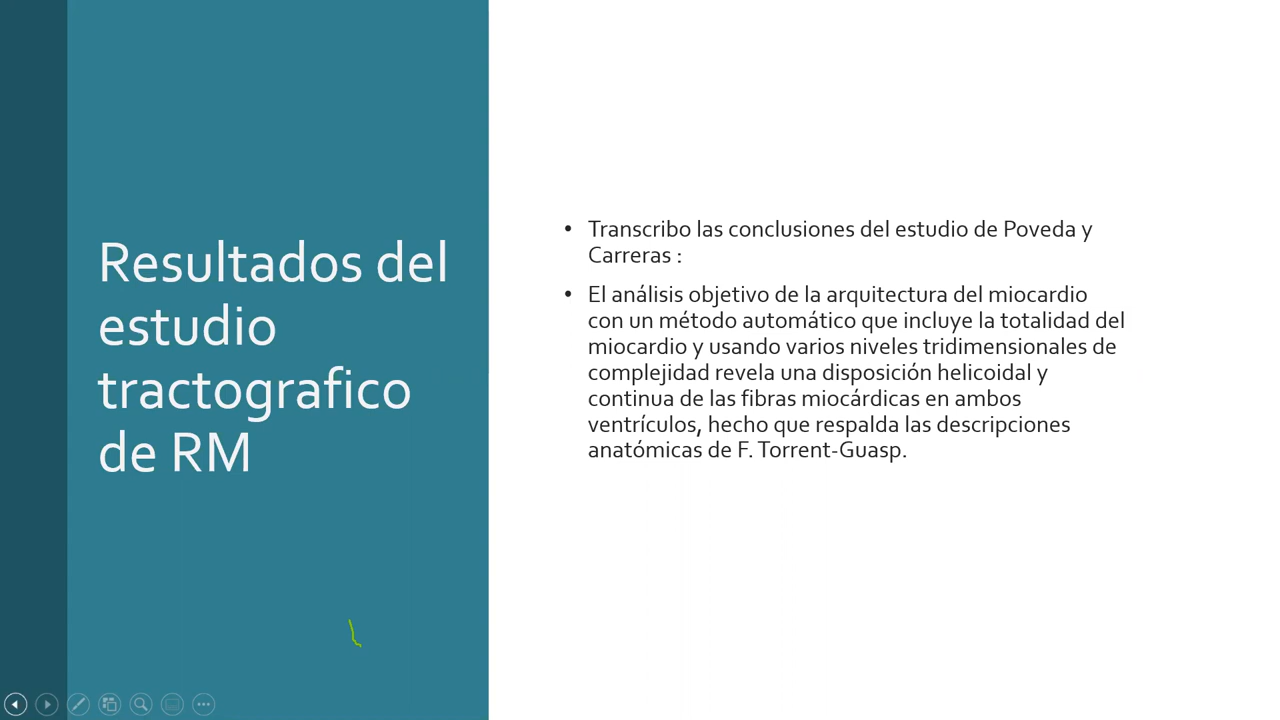 Resultados del
estudio
tractografico
de RM
• Transcribo las conclusiones del estudio de Poveda y
Carreras :
• El análisis objetivo de la arquitectura del miocardio
con un método automático que incluye la totalidad del
miocardio y usando varios niveles tridimensionales de
complejidad revela una disposición helicoidal y
continua de las fibras miocárdicas en ambos
ventrículos, hecho que respalda las descripciones
anatómicas de F. Torrent-Guasp.